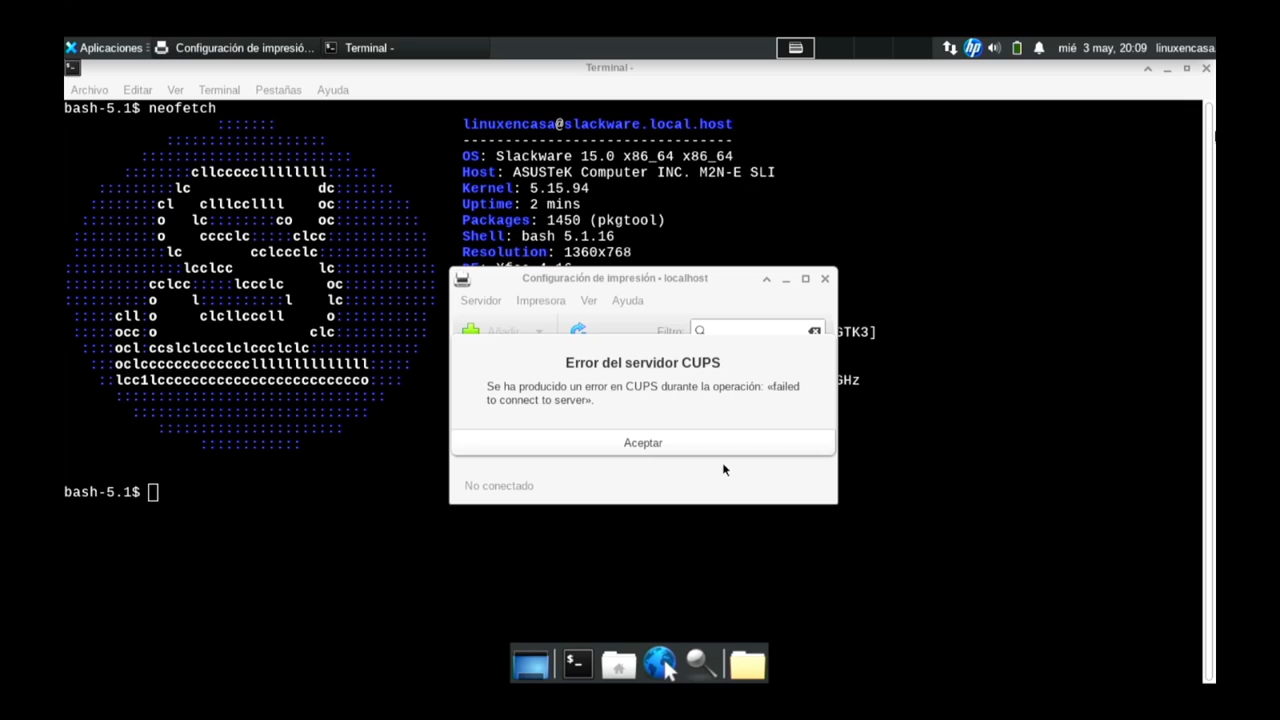 Aplicaciones
Configuración de impresió...
Terminal -
hp
mié 3 may, 20:09
linuxencasa
Terminal -
Archivo Editar Ver Terminal Pestañas Ayuda
bash-5.1$ neofetch
linuxencasa@slackware.local.host
--------------------------------
OS: Slackware 15.0 x86_64 x86_64
Host: ASUSTeK Computer INC. M2N-E SLI
Kernel: 5.15.94
Uptime: 2 mins
Packages: 1450 (pkgtool)
Shell: bash 5.1.16
Resolution: 1360x768
GTK3]
GHz
Configuración de impresión - localhost
Servidor Impresora Ver Ayuda
Añadir
Filtro:
Error del servidor CUPS
Se ha producido un error en CUPS durante la operación: «failed
to connect to server».
Aceptar
No conectado
bash-5.1$